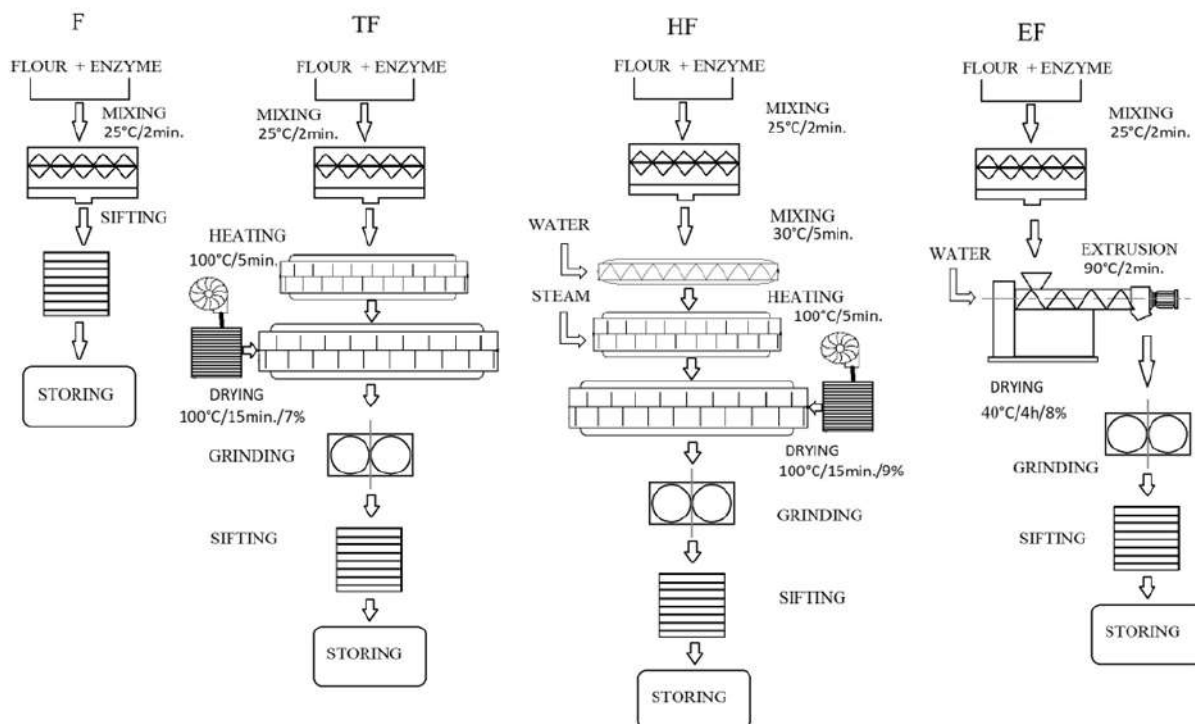 F
FLOUR + ENZYME
MIXING
25°C/2min.
SIFTING
STORING
TF
FLOUR + ENZYME
MIXING
25°C/2min.
HEATING
100°C/5min.
DRYING
100°C/15min./7%
GRINDING
SIFTING
STORING
HF
FLOUR + ENZYME
MIXING
25°C/2min.
WATER
MIXING
30°C/5min.
STEAM
HEATING
100°C/5min.
DRYING
100°C/15min./9%
GRINDING
SIFTING
STORING
EF
FLOUR + ENZYME
MIXING
25°C/2min.
WATER
EXTRUSION
90°C/2min.
DRYING
40°C/4h/8%
GRINDING
SIFTING
STORING